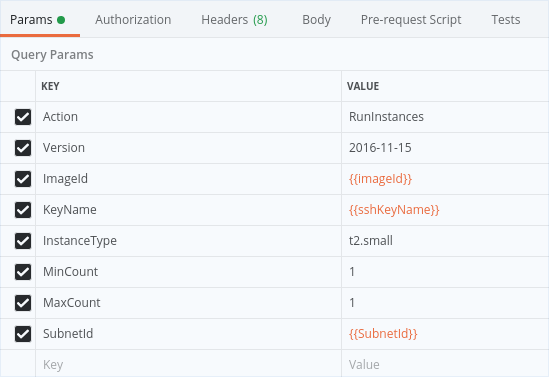 Params Authorization Headers (8) Body Pre-request Script Tests
Query Params
KEY VALUE
Action RunInstances
Version 2016-11-15
ImageId {{imageId}}
KeyName {{sshKeyName}}
InstanceType t2.small
MinCount 1
MaxCount 1
SubnetId {{SubnetId}}
Key Value